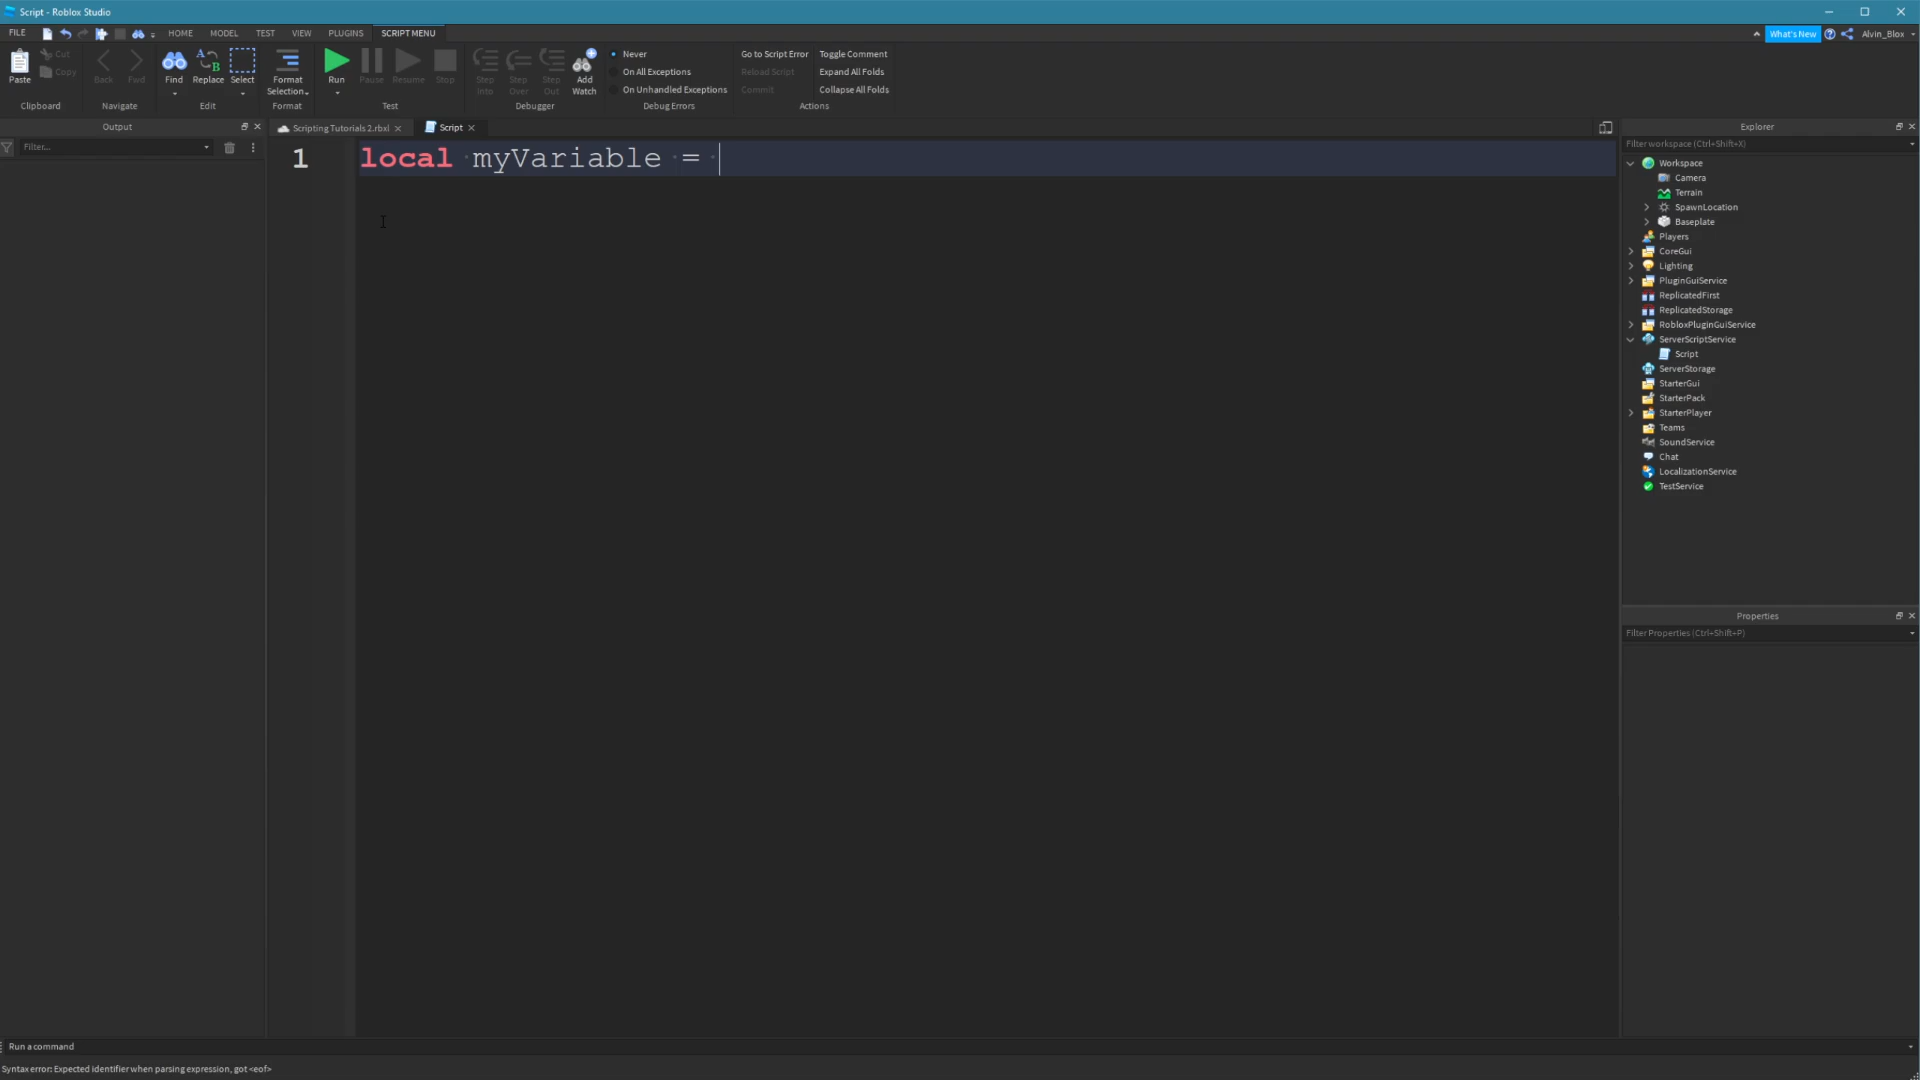 Script - Roblox Studio
FILE HOME MODEL TEST VIEW PLUGINS SCRIPT MENU What's New Alvin_Blox
Paste Cut Copy
Clipboard
Back Fwd
Navigate
Find Replace Select
Edit
Format Selection
Format
Run Pause Resume Stop
Test
Step Into Step Over Step Out Add Watch
Debugger
Never
On All Exceptions
On Unhandled Exceptions
Debug Errors
Go to Script Error Toggle Comment
Reload Script Expand All Folds
Commit Collapse All Folds
Actions
Output
Filter...
Scripting Tutorials 2.rbxl Script
1 local myVariable =
Explorer
Filter workspace (Ctrl+Shift+X)
Workspace
Camera
Terrain
SpawnLocation
Baseplate
Players
CoreGui
Lighting
PluginGuiService
ReplicatedFirst
ReplicatedStorage
RobloxPluginGuiService
ServerScriptService
Script
ServerStorage
StarterGui
StarterPack
StarterPlayer
Teams
SoundService
Chat
LocalizationService
TestService
Properties
Filter Properties (Ctrl+Shift+P)
Run a command
Syntax error: Expected identifier when parsing expression, got <eof>